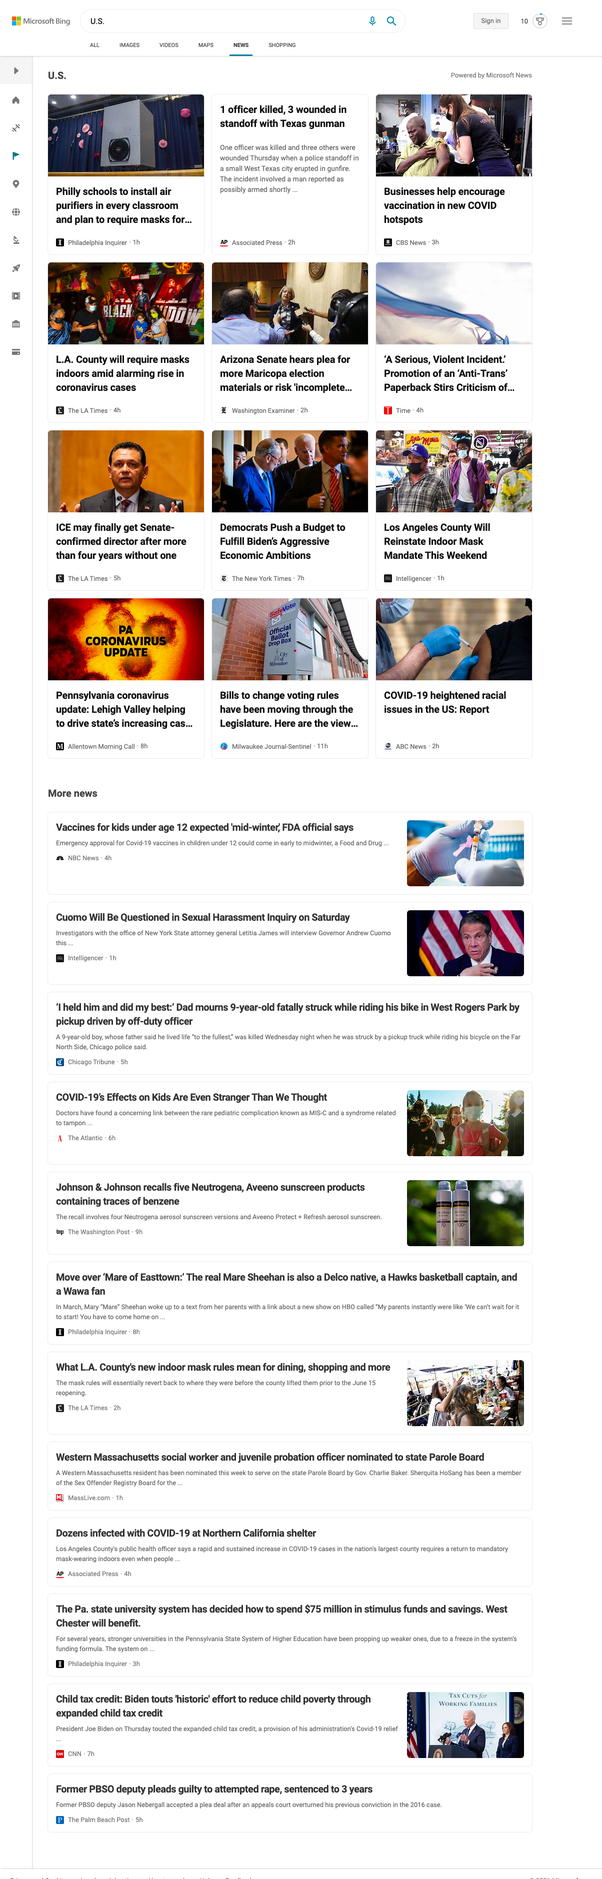 Microsoft Bing
U.S.
Sign in
10
ALL
IMAGES
VIDEOS
MAPS
NEWS
SHOPPING
U.S.
Powered by Microsoft News
Philly schools to install air
purifiers in every classroom
and plan to require masks for...
Philadelphia Inquirer · 1h
1 officer killed, 3 wounded in
standoff with Texas gunman
One officer was killed and three others were
wounded Thursday when a police standoff in
a small West Texas city erupted in gunfire.
The incident involved a man reported as
possibly armed shortly ...
AP Associated Press · 2h
Businesses help encourage
vaccination in new COVID
hotspots
CBS News · 3h
BLACK WIDOW
L.A. County will require masks
indoors amid alarming rise in
coronavirus cases
The LA Times · 4h
Arizona Senate hears plea for
more Maricopa election
materials or risk 'incomplete...
Washington Examiner · 2h
'A Serious, Violent Incident.'
Promotion of an 'Anti-Trans'
Paperback Stirs Criticism of...
Time · 4h
ICE may finally get Senate-
confirmed director after more
than four years without one
The LA Times · 5h
Democrats Push a Budget to
Fulfill Biden's Aggressive
Economic Ambitions
The New York Times · 7h
Los Angeles County Will
Reinstate Indoor Mask
Mandate This Weekend
Intelligencer · 1h
PA
CORONAVIRUS
UPDATE
Pennsylvania coronavirus
update: Lehigh Valley helping
to drive state's increasing cas...
Allentown Morning Call · 8h
Vote
Official
Ballot
Drop Box
City of
Milwaukee
Bills to change voting rules
have been moving through the
Legislature. Here are the view...
Milwaukee Journal-Sentinel · 11h
COVID-19 heightened racial
issues in the US: Report
ABC News · 2h
More news
Vaccines for kids under age 12 expected 'mid-winter,' FDA official says
Emergency approval for Covid-19 vaccines in children under 12 could come in early to midwinter, a Food and Drug ...
NBC News · 4h
Cuomo Will Be Questioned in Sexual Harassment Inquiry on Saturday
Investigators with the office of New York State attorney general Letitia James will interview Governor Andrew Cuomo
this ...
Intelligencer · 1h
'I held him and did my best:' Dad mourns 9-year-old fatally struck while riding his bike in West Rogers Park by
pickup driven by off-duty officer
A 9-year-old boy, whose father said he lived life "to the fullest," was killed Wednesday night when he was struck by a pickup truck while riding his bicycle on the Far
North Side, Chicago police said.
Chicago Tribune · 5h
COVID-19's Effects on Kids Are Even Stranger Than We Thought
Doctors have found a concerning link between the rare pediatric complication known as MIS-C and a syndrome related
to tampon ...
The Atlantic · 6h
Johnson & Johnson recalls five Neutrogena, Aveeno sunscreen products
containing traces of benzene
The recall involves four Neutrogena aerosol sunscreen versions and Aveeno Protect + Refresh aerosol sunscreen.
wp The Washington Post · 9h
Move over 'Mare of Easttown:' The real Mare Sheehan is also a Delco native, a Hawks basketball captain, and
a Wawa fan
In March, Mary "Mare" Sheehan woke up to a text from her parents with a link about a new show on HBO called "My parents instantly were like 'We can't wait for it
to start! You have to come home on ...
Philadelphia Inquirer · 8h
What L.A. County's new indoor mask rules mean for dining, shopping and more
The mask rules will essentially revert back to where they were before the county lifted them prior to the June 15
reopening.
The LA Times · 2h
Western Massachusetts social worker and juvenile probation officer nominated to state Parole Board
A Western Massachusetts resident has been nominated this week to serve on the state Parole Board by Gov. Charlie Baker. Sherquita HoSang has been a member
of the Sex Offender Registry Board for the ...
MassLive.com · 1h
Dozens infected with COVID-19 at Northern California shelter
Los Angeles County's public health officer says a rapid and sustained increase in COVID-19 cases in the nation's largest county requires a return to mandatory
mask-wearing indoors even when people ...
AP Associated Press · 4h
The Pa. state university system has decided how to spend $75 million in stimulus funds and savings. West
Chester will benefit.
For several years, stronger universities in the Pennsylvania State System of Higher Education have been propping up weaker ones, due to a freeze in the system's
funding formula. The system on ...
Philadelphia Inquirer · 3h
Child tax credit: Biden touts 'historic' effort to reduce child poverty through
expanded child tax credit
President Joe Biden on Thursday touted the expanded child tax credit, a provision of his administration's Covid-19 relief
...
CNN · 7h
TAX CUTS for
WORKING FAMILIES
Former PBSO deputy pleads guilty to attempted rape, sentenced to 3 years
Former PBSO deputy Jason Nebergall accepted a plea deal after an appeals court overturned his previous conviction in the 2016 case.
The Palm Beach Post · 5h